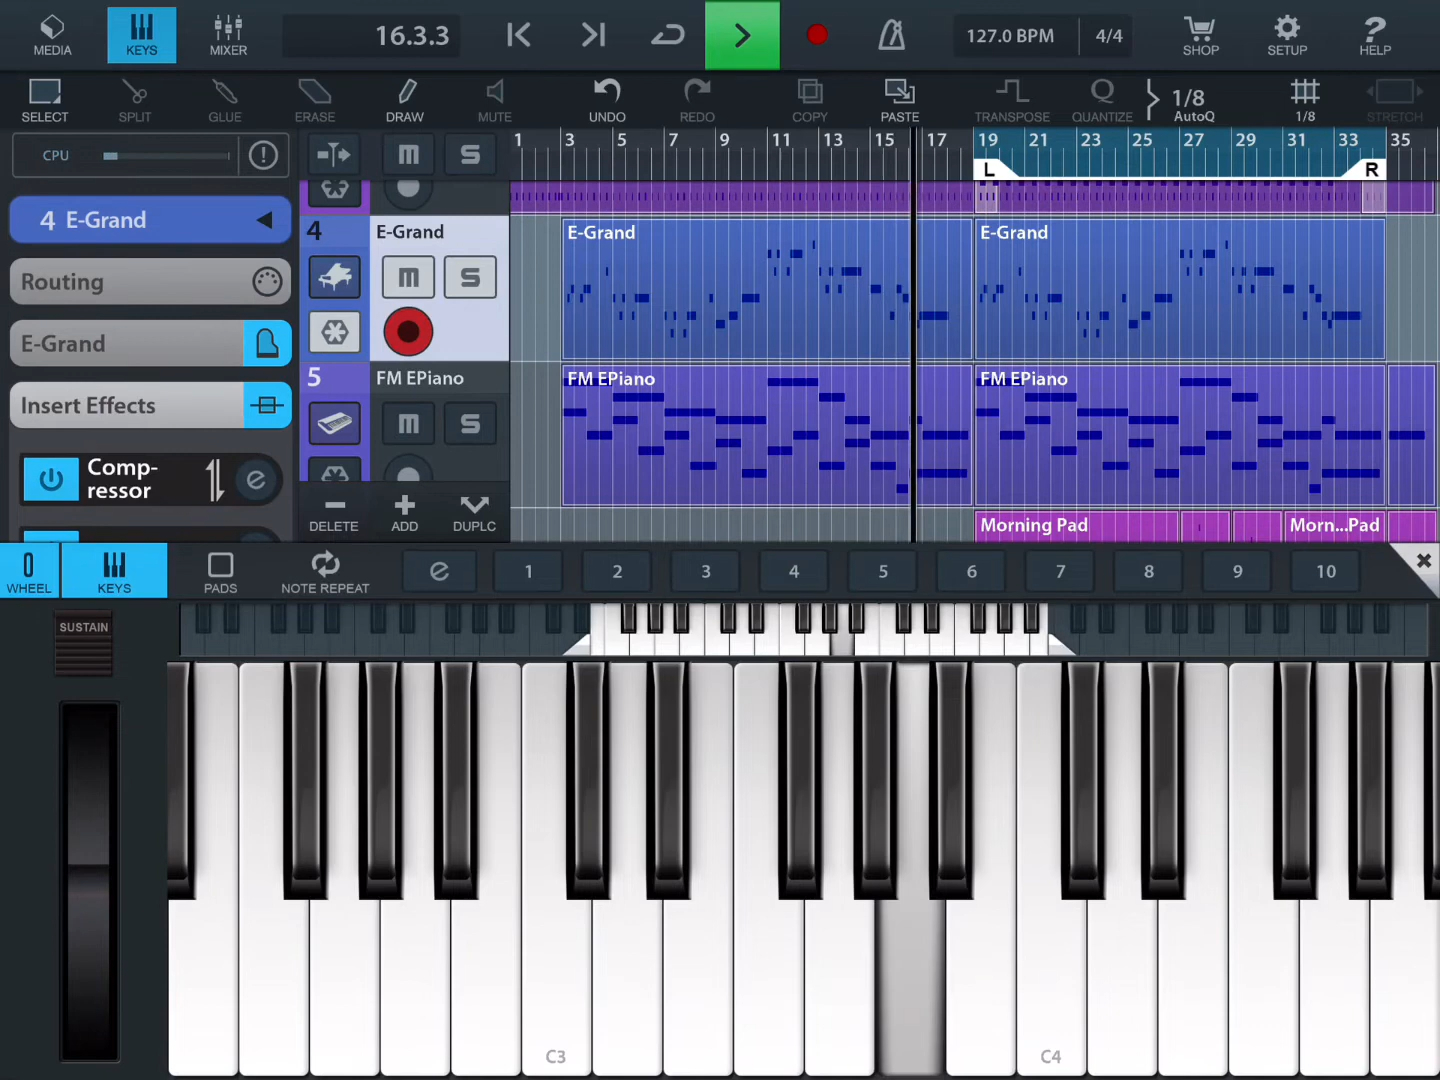 MEDIA
KEYS
MIXER
16.3.3
127.0 BPM
4/4
SHOP
SETUP
HELP
SELECT
SPLIT
GLUE
ERASE
DRAW
MUTE
UNDO
REDO
COPY
PASTE
TRANSPOSE
Q
QUANTIZE
1/8
AutoQ
1/8
STRETCH
CPU
M
S
1 3 5 7 9 11 13 15 17 19 21 23 25 27 29 31 33 35
L
R
4 E-Grand
4
E-Grand
E-Grand
E-Grand
Routing
M
S
E-Grand
5
FM EPiano
FM EPiano
FM EPiano
Insert Effects
M
S
Comp-
ressor
e
DELETE
ADD
DUPLC
Morning Pad
Morn...Pad
WHEEL
KEYS
PADS
NOTE REPEAT
e
1
2
3
4
5
6
7
8
9
10
SUSTAIN
C3
C4